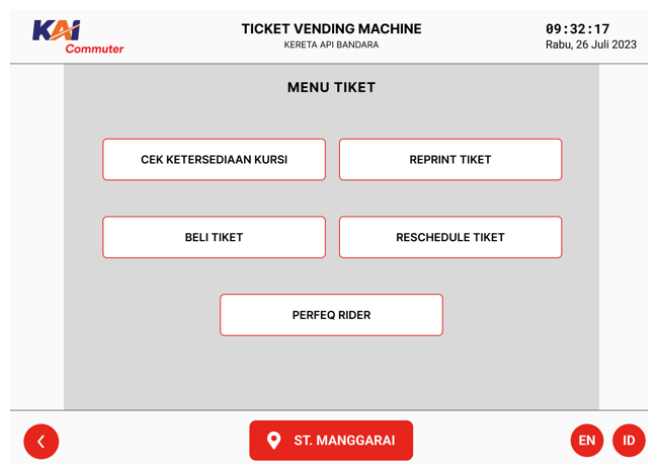 KAI
Commuter
TICKET VENDING MACHINE
KERETA API BANDARA
09:32:17
Rabu, 26 Juli 2023
MENU TIKET
CEK KETERSEDIAAN KURSI
REPRINT TIKET
BELI TIKET
RESCHEDULE TIKET
PERFEQ RIDER
ST. MANGGARAI
EN
ID